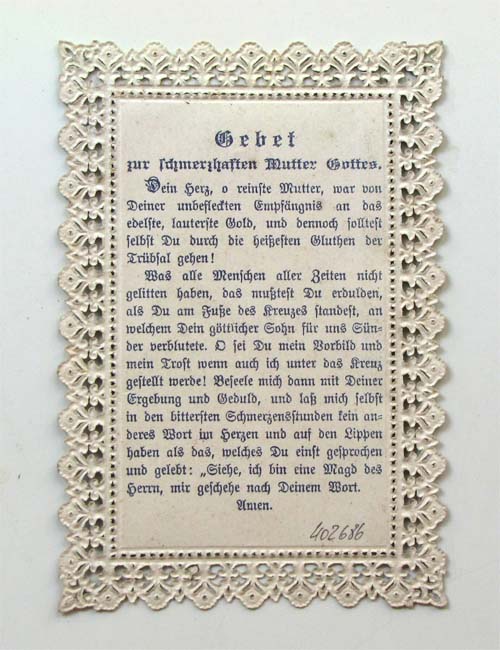 Gebet
zur schmerzhaften Mutter Gottes.
Dein Herz, o reinste Mutter, war von
Deiner unbefleckten Empfängnis an das
edelste, lauterste Gold, und dennoch solltest
selbst Du durch die heißesten Gluthen der
Trübsal gehen!
Was alle Menschen aller Zeiten nicht
gelitten haben, das mußtest Du erdulden,
als Du am Fuße des Kreuzes standest, an
welchem Dein göttlicher Sohn für uns Sün-
der verblutete. O sei Du mein Vorbild und
mein Trost wenn auch ich unter das Kreuz
gestellt werde! Beseele mich dann mit Deiner
Ergebung und Geduld, und laß mich selbst
in den bittersten Schmerzensstunden kein an-
deres Wort im Herzen und auf den Lippen
haben als das, welches Du einst gesprochen
und gelebt: „Siehe, ich bin eine Magd des
Herrn, mir geschehe nach Deinem Wort.
Amen.
402686